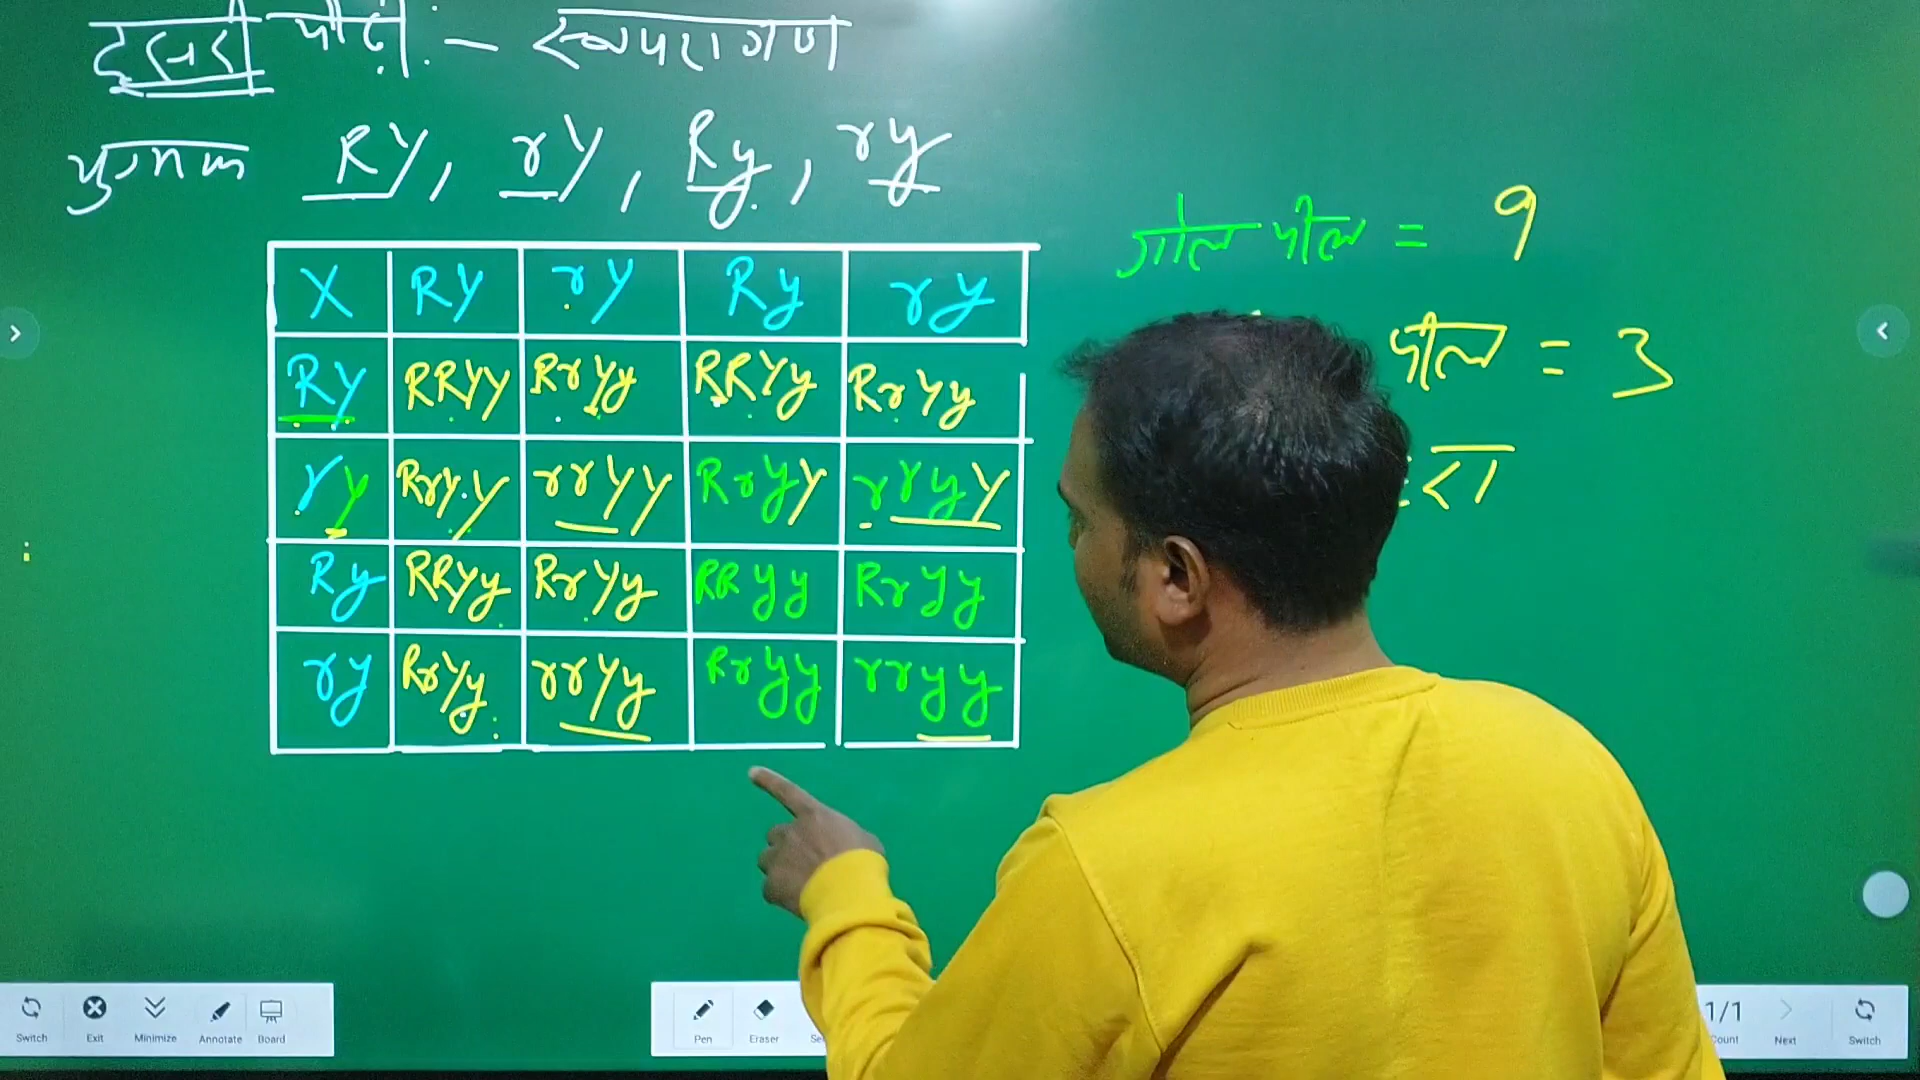 दूसरी पीढ़ी :- स्वपरागण
युग्मक RY, rY, Ry, ry
गोल पीले = 9
X RY rY Ry ry
RY RRYY RrYy RRYy RrYy
पीले = 3
rY RrYY rrYY RryY rryY
RY RRYy RrYy RRyy Rryy
ry RrYy rrYy Rryy rryy
Switch Exit Minimize Annotate Board Pen Eraser 1/1 Count Next Switch